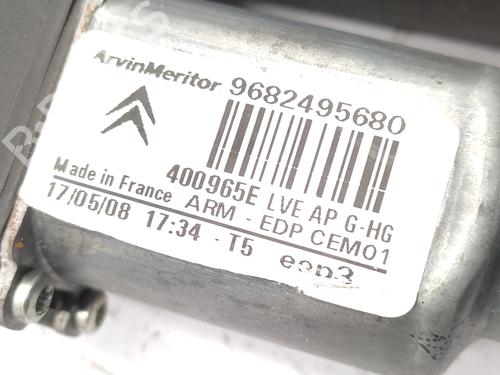 ArvinMeritor 9682495680
400965E LVE AP G-HG
Made in France ARM - EDP CEM01
17/05/08 17:34 - T5